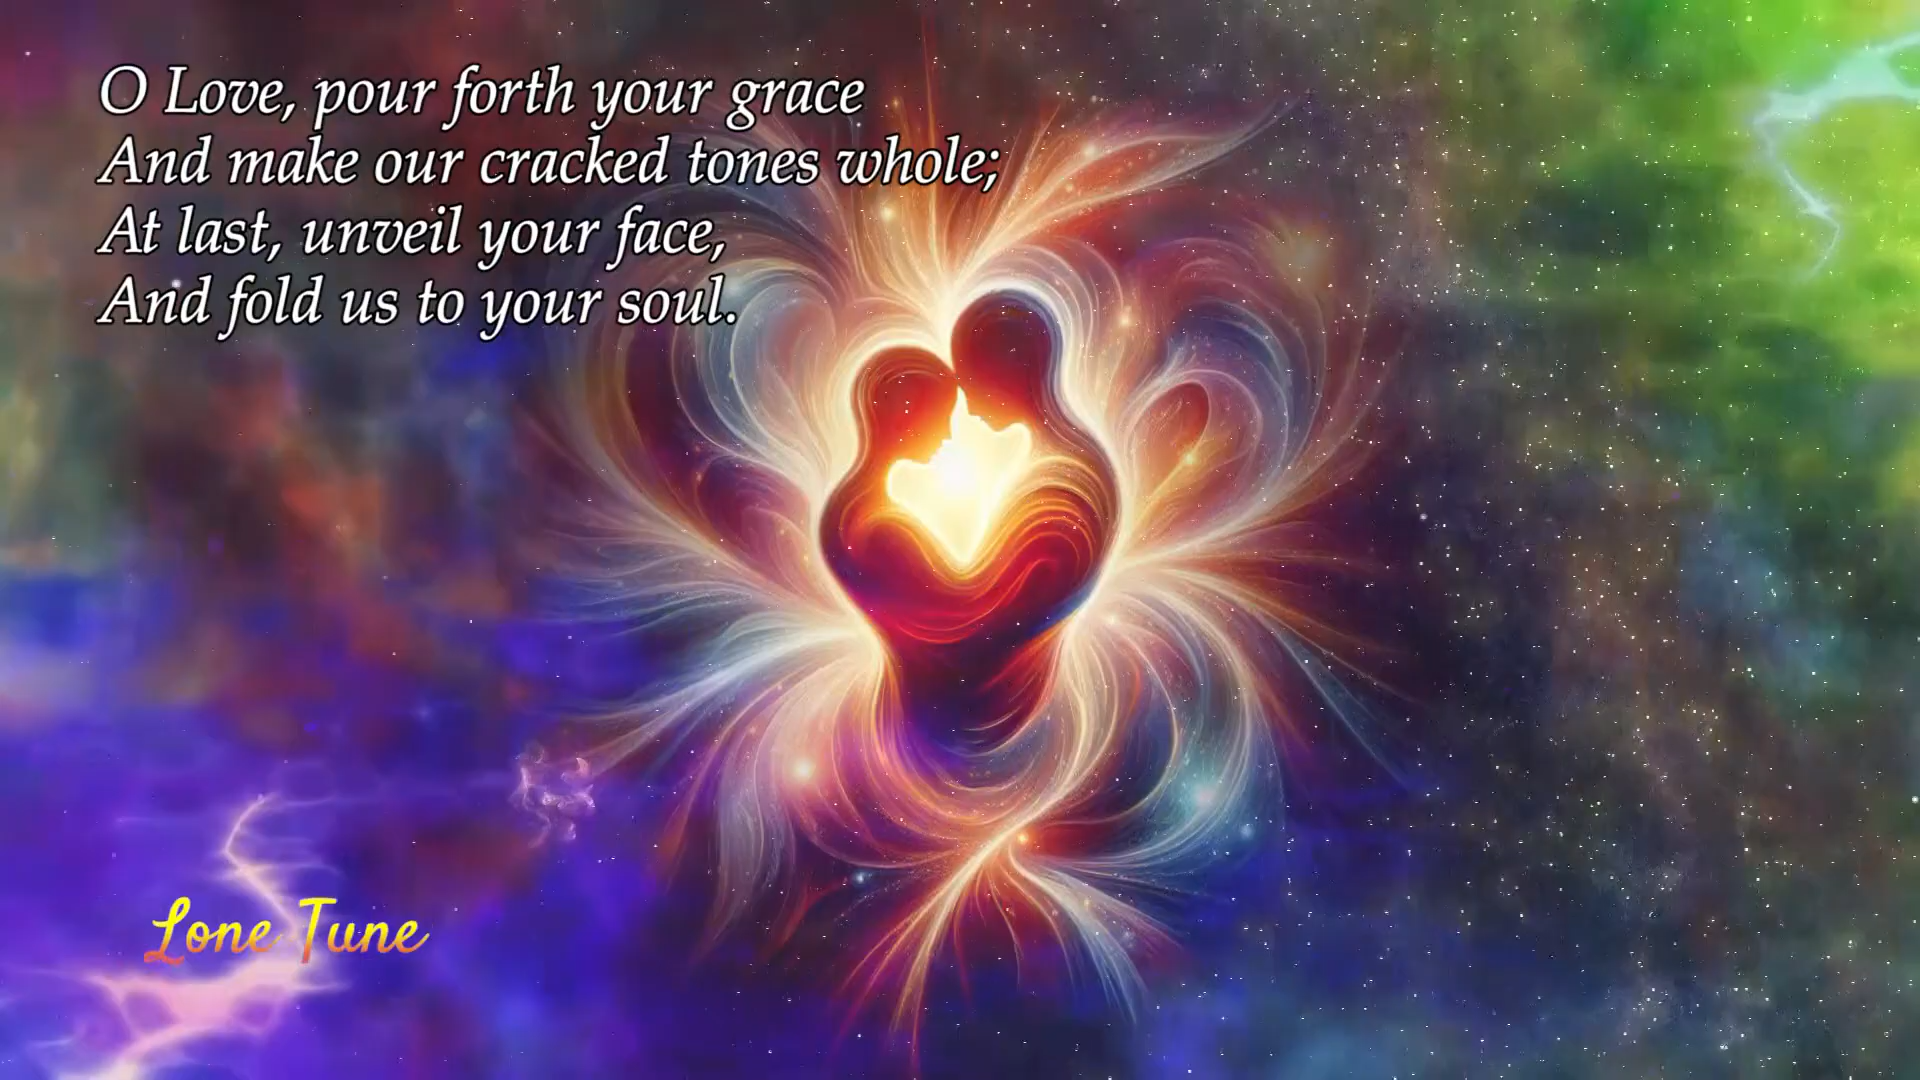 O Love, pour forth your grace
And make our cracked tones whole;
At last, unveil your face,
And fold us to your soul.
Lone Tune